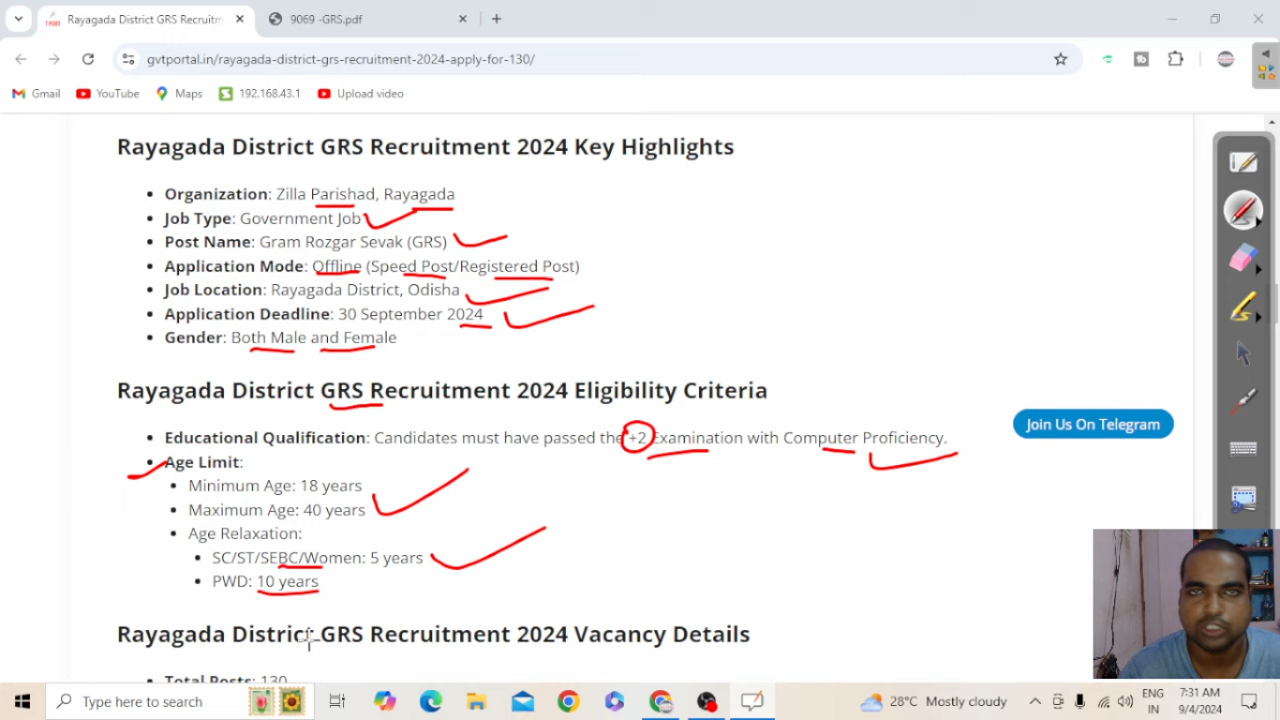 Rayagada District GRS Recruitm
9069 -GRS.pdf
gvtportal.in/rayagada-district-grs-recruitment-2024-apply-for-130/
Gmail
YouTube
Maps
192.168.43.1
Upload video
Rayagada District GRS Recruitment 2024 Key Highlights
• Organization: Zilla Parishad, Rayagada
• Job Type: Government Job
• Post Name: Gram Rozgar Sevak (GRS)
• Application Mode: Offline (Speed Post/Registered Post)
• Job Location: Rayagada District, Odisha
• Application Deadline: 30 September 2024
• Gender: Both Male and Female
Rayagada District GRS Recruitment 2024 Eligibility Criteria
Join Us On Telegram
• Educational Qualification: Candidates must have passed the +2 Examination with Computer Proficiency.
• Age Limit:
• Minimum Age: 18 years
• Maximum Age: 40 years
• Age Relaxation:
• SC/ST/SEBC/Women: 5 years
• PWD: 10 years
Rayagada District GRS Recruitment 2024 Vacancy Details
• Total Posts: 130
Type here to search
28°C Mostly cloudy
ENG
IN
7:31 AM
9/4/2024